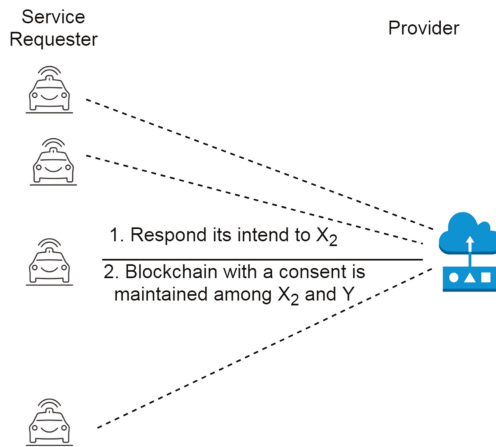 Service
Requester
Provider
1. Respond its intend to X₂
2. Blockchain with a consent is
maintained among X₂ and Y